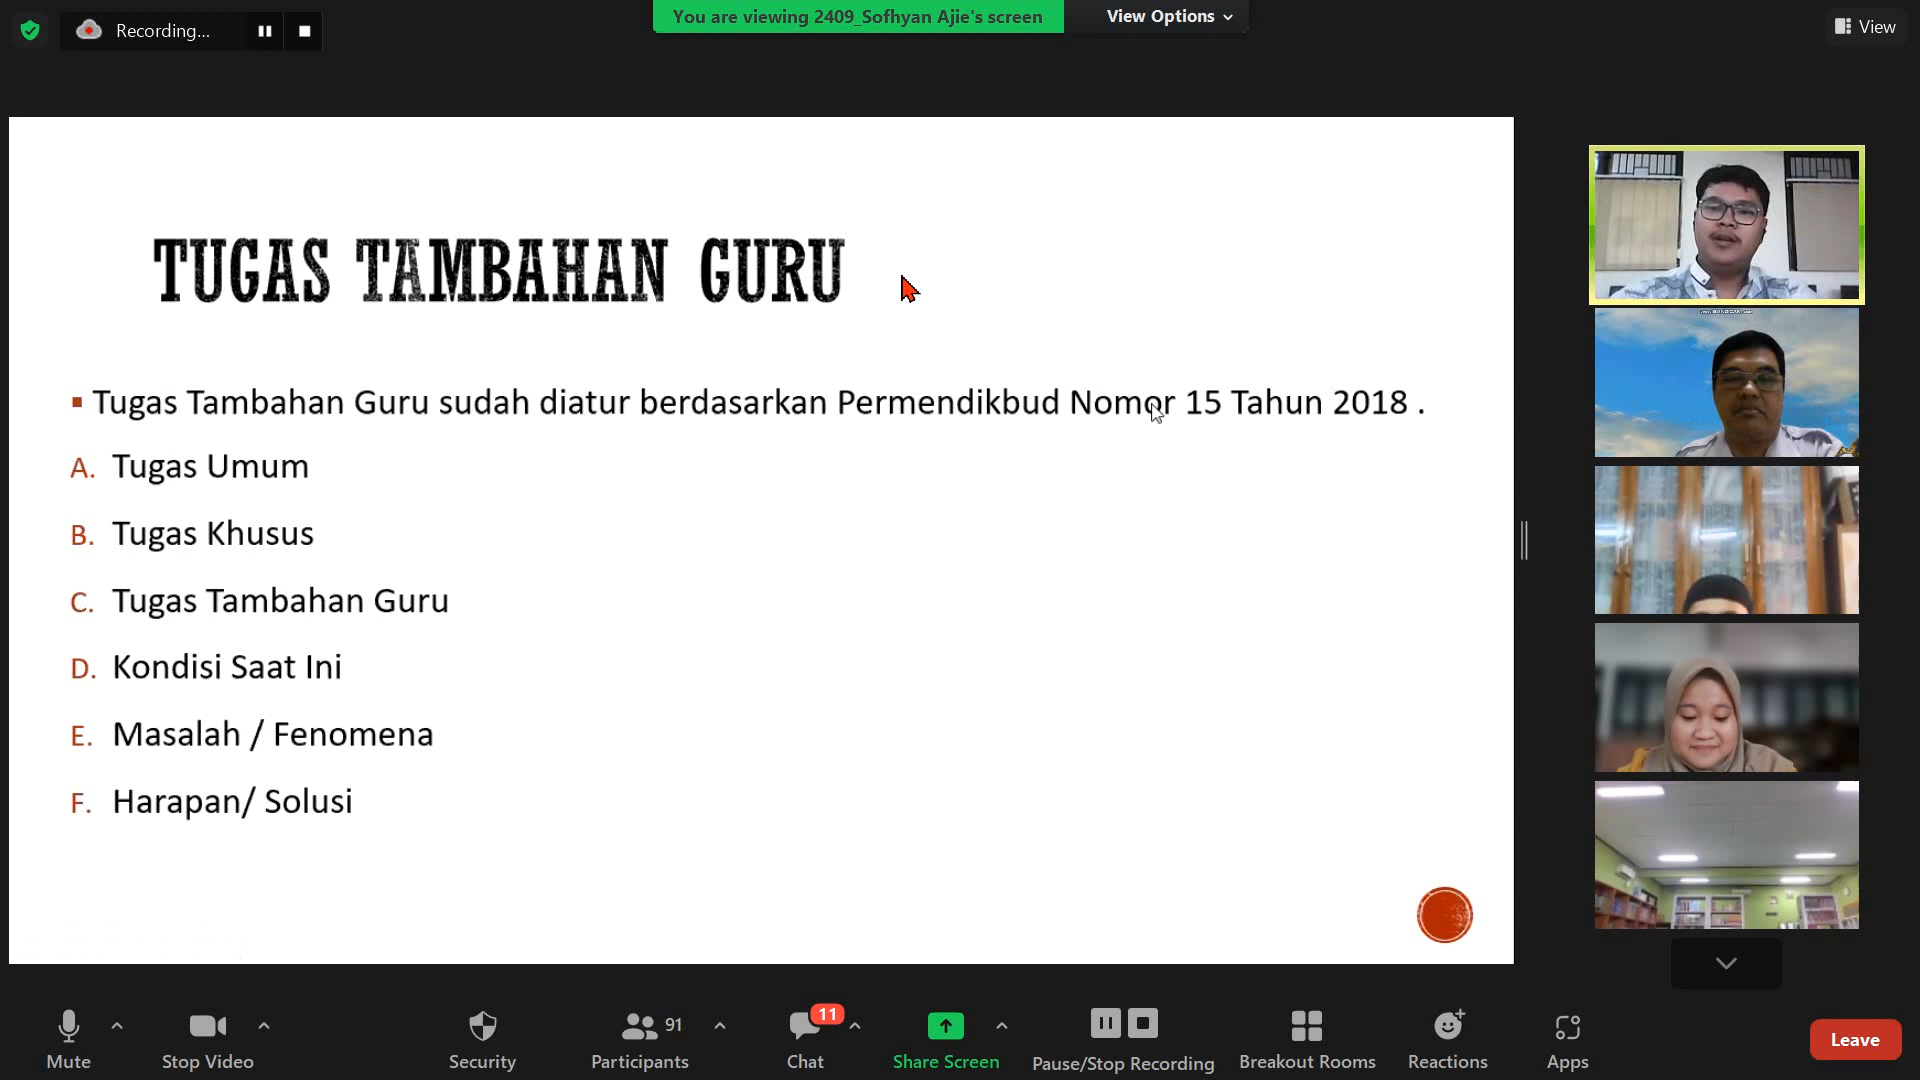 Recording...
You are viewing 2409_Sofhyan Ajie's screen
View Options
View
TUGAS TAMBAHAN GURU
Tugas Tambahan Guru sudah diatur berdasarkan Permendikbud Nomor 15 Tahun 2018 .
A. Tugas Umum
B. Tugas Khusus
C. Tugas Tambahan Guru
D. Kondisi Saat Ini
E. Masalah / Fenomena
F. Harapan/ Solusi
Mute
Stop Video
Security
91
Participants
11
Chat
Share Screen
Pause/Stop Recording
Breakout Rooms
Reactions
Apps
Leave